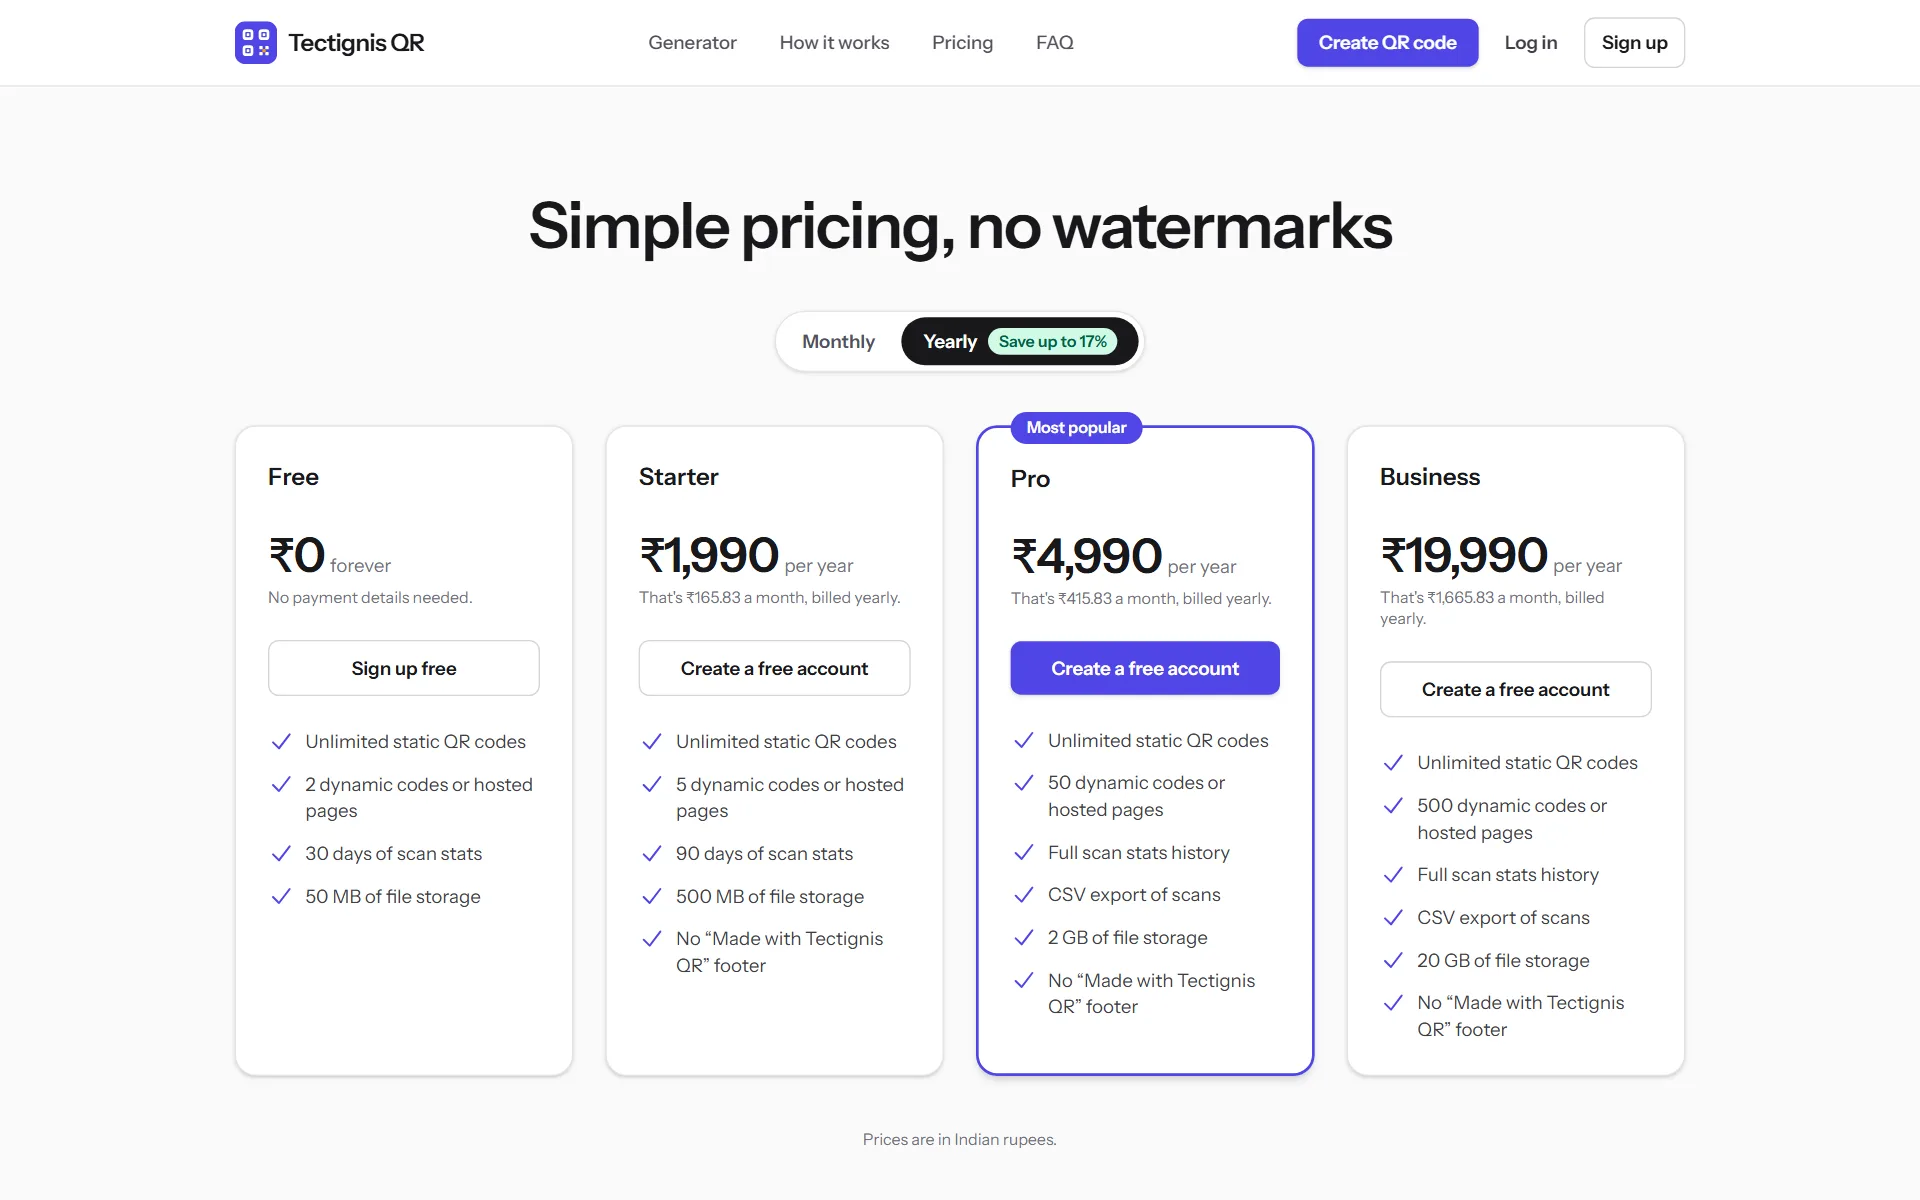 Tectignis QR
Generator
How it works
Pricing
FAQ
Create QR code
Log in
Sign up
Simple pricing, no watermarks
Monthly
Yearly
Save up to 17%
Free
₹0 forever
No payment details needed.
Sign up free
Unlimited static QR codes
2 dynamic codes or hosted
pages
30 days of scan stats
50 MB of file storage
Starter
₹1,990 per year
That's ₹165.83 a month, billed yearly.
Create a free account
Unlimited static QR codes
5 dynamic codes or hosted
pages
90 days of scan stats
500 MB of file storage
No “Made with Tectignis
QR” footer
Most popular
Pro
₹4,990 per year
That's ₹415.83 a month, billed yearly.
Create a free account
Unlimited static QR codes
50 dynamic codes or
hosted pages
Full scan stats history
CSV export of scans
2 GB of file storage
No “Made with Tectignis
QR” footer
Business
₹19,990 per year
That's ₹1,665.83 a month, billed
yearly.
Create a free account
Unlimited static QR codes
500 dynamic codes or
hosted pages
Full scan stats history
CSV export of scans
20 GB of file storage
No “Made with Tectignis
QR” footer
Prices are in Indian rupees.